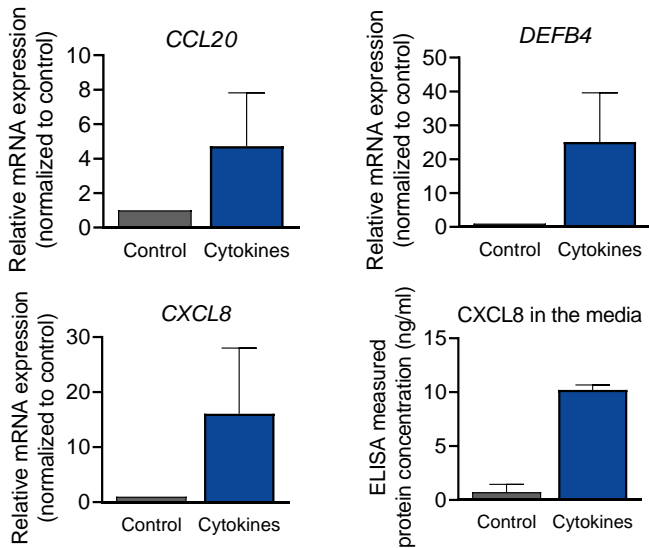 CCL20
Relative mRNA expression
(normalized to control)
10
8
6
4
2
0
Control Cytokines
DEFB4
Relative mRNA expression
(normalized to control)
50
40
30
20
10
0
Control Cytokines
CXCL8
Relative mRNA expression
(normalized to control)
30
20
10
0
Control Cytokines
CXCL8 in the media
ELISA measured
protein concentration (ng/ml)
15
10
5
0
Control Cytokines